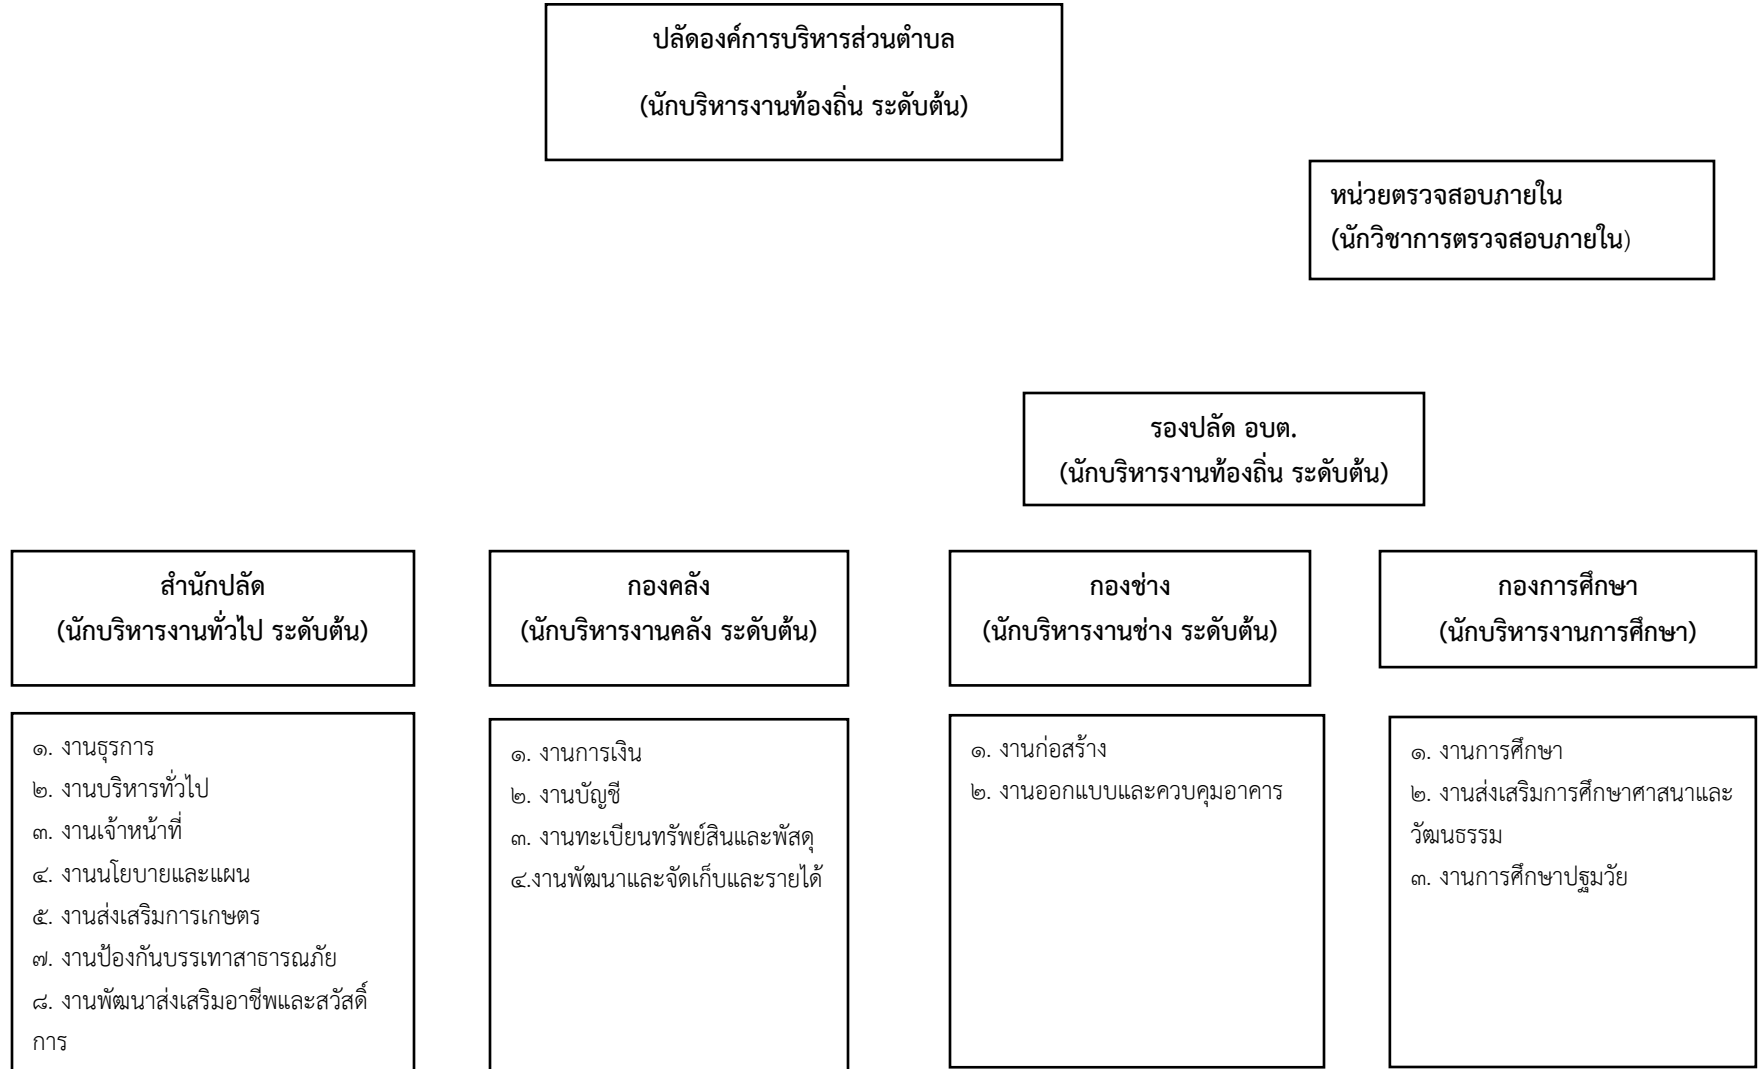 ปลัดองค์การบริหารส่วนตำบล
(นักบริหารงานท้องถิ่น ระดับต้น)
หน่วยตรวจสอบภายใน
(นักวิชาการตรวจสอบภายใน)
รองปลัด อบต.
(นักบริหารงานท้องถิ่น ระดับต้น)
สำนักปลัด
(นักบริหารงานทั่วไป ระดับต้น)
กองคลัง
(นักบริหารงานคลัง ระดับต้น)
กองช่าง
(นักบริหารงานช่าง ระดับต้น)
กองการศึกษา
(นักบริหารงานการศึกษา)
๑. งานธุรการ
๒. งานบริหารทั่วไป
๓. งานเจ้าหน้าที่
๔. งานนโยบายและแผน
๕. งานส่งเสริมการเกษตร
๗. งานป้องกันบรรเทาสาธารณภัย
๘. งานพัฒนาส่งเสริมอาชีพและสวัสดิ์
การ
๑. งานการเงิน
๒. งานบัญชี
๓. งานทะเบียนทรัพย์สินและพัสดุ
๔.งานพัฒนาและจัดเก็บและรายได้
๑. งานก่อสร้าง
๒. งานออกแบบและควบคุมอาคาร
๑. งานการศึกษา
๒. งานส่งเสริมการศึกษาศาสนาและ
วัฒนธรรม
๓. งานการศึกษาปฐมวัย